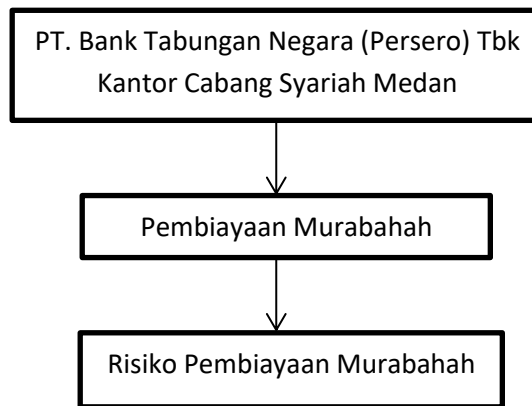 PT. Bank Tabungan Negara (Persero) Tbk
Kantor Cabang Syariah Medan
Pembiayaan Murabahah
Risiko Pembiayaan Murabahah